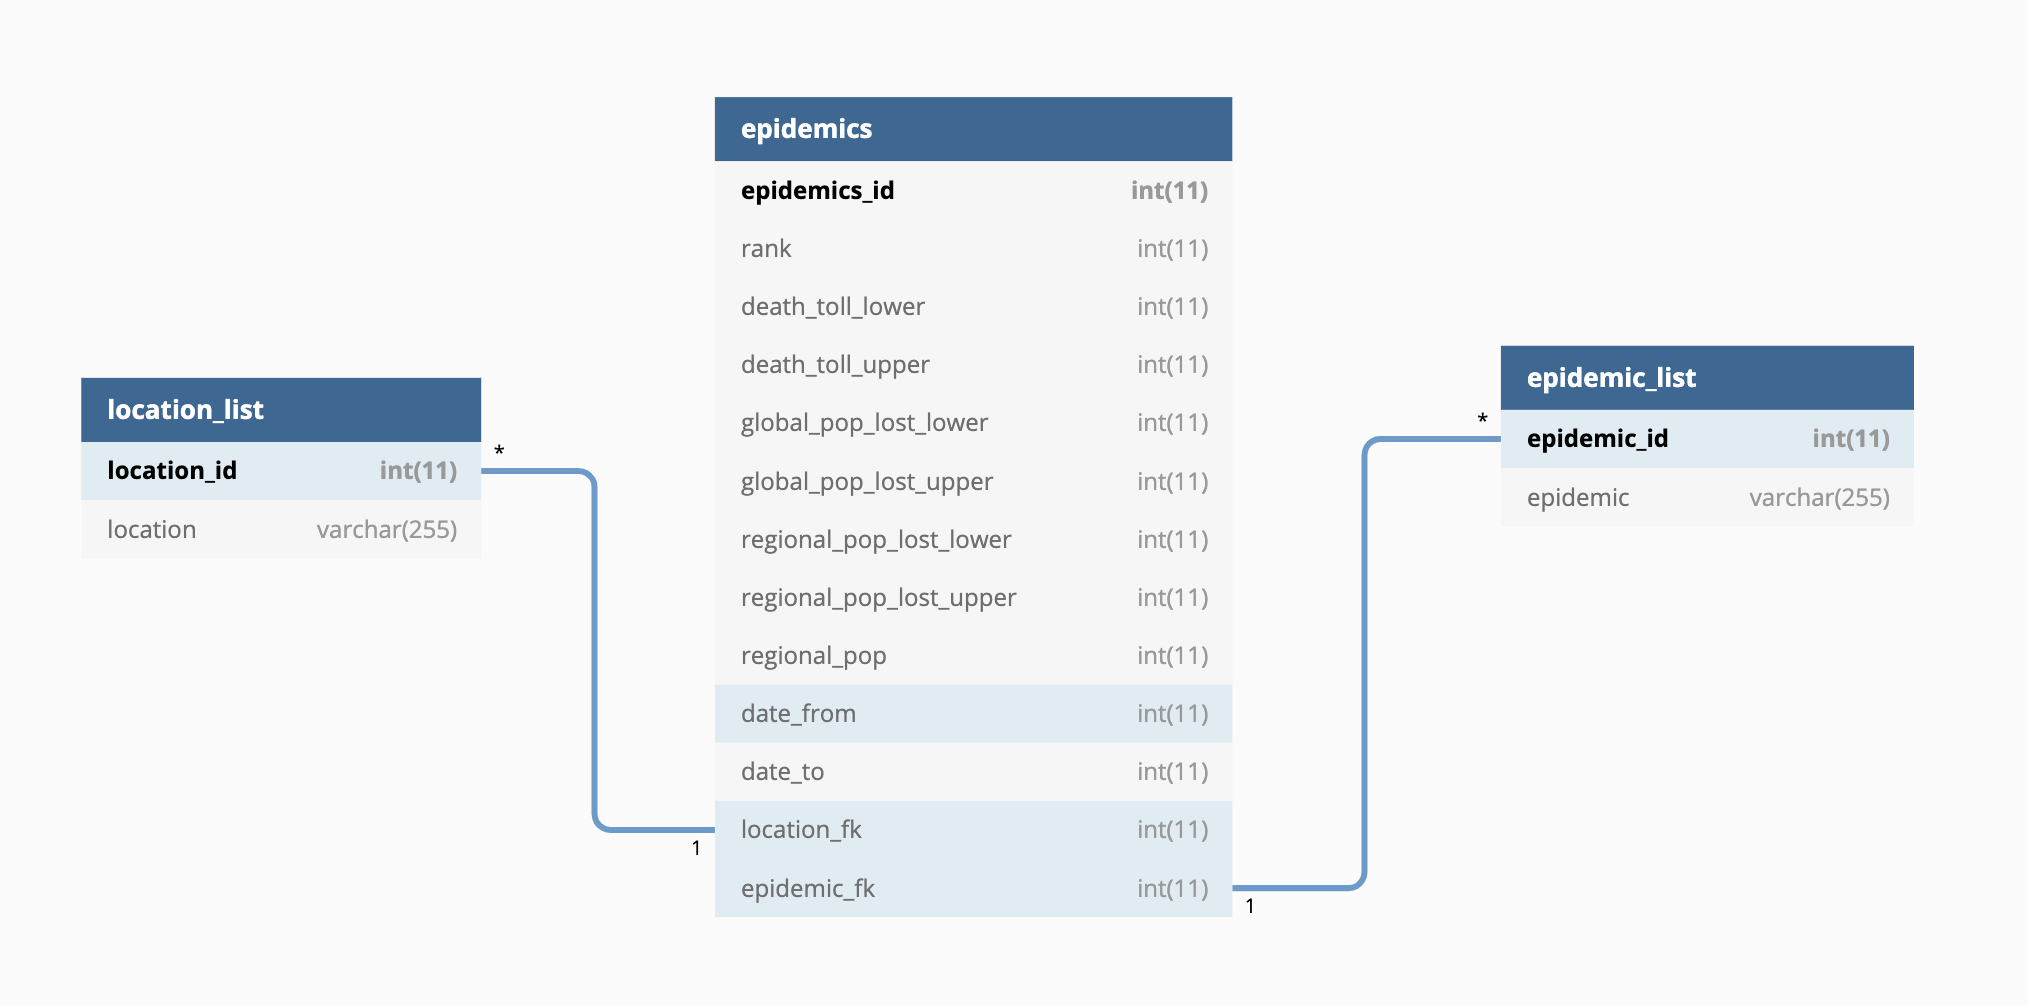 location_list
location_id int(11)
location varchar(255)
*
1
epidemics
epidemics_id int(11)
rank int(11)
death_toll_lower int(11)
death_toll_upper int(11)
global_pop_lost_lower int(11)
global_pop_lost_upper int(11)
regional_pop_lost_lower int(11)
regional_pop_lost_upper int(11)
regional_pop int(11)
date_from int(11)
date_to int(11)
location_fk int(11)
epidemic_fk int(11)
1
*
epidemic_list
epidemic_id int(11)
epidemic varchar(255)